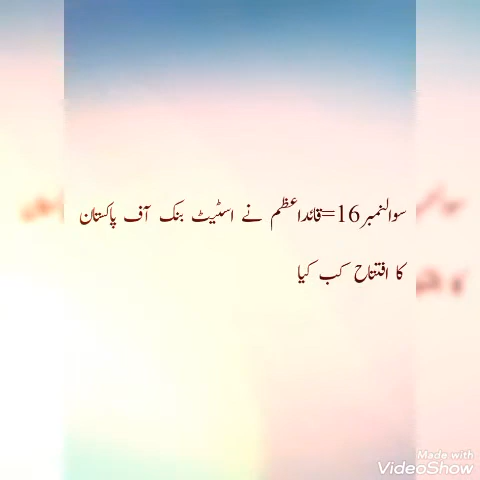 سوالنمبر16=قائداعظم نے اسٹیٹ بنک آف پاکستان
کا افتتاح کب کیا
Made with
VideoShow